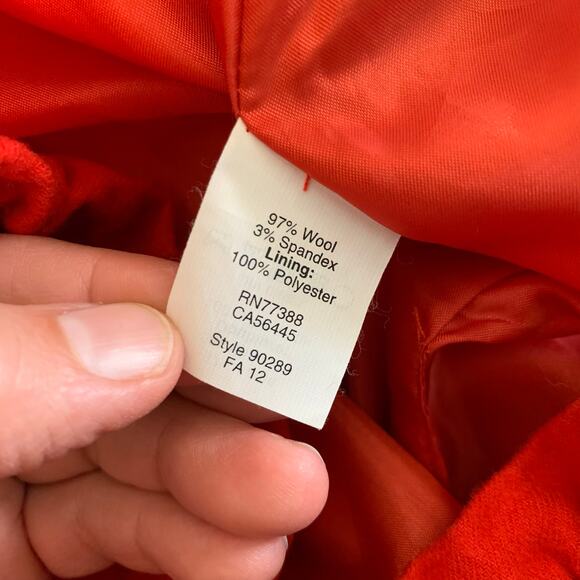 97% Wool
3% Spandex
Lining:
100% Polyester
RN77388
CA56445
Style 90289
FA 12